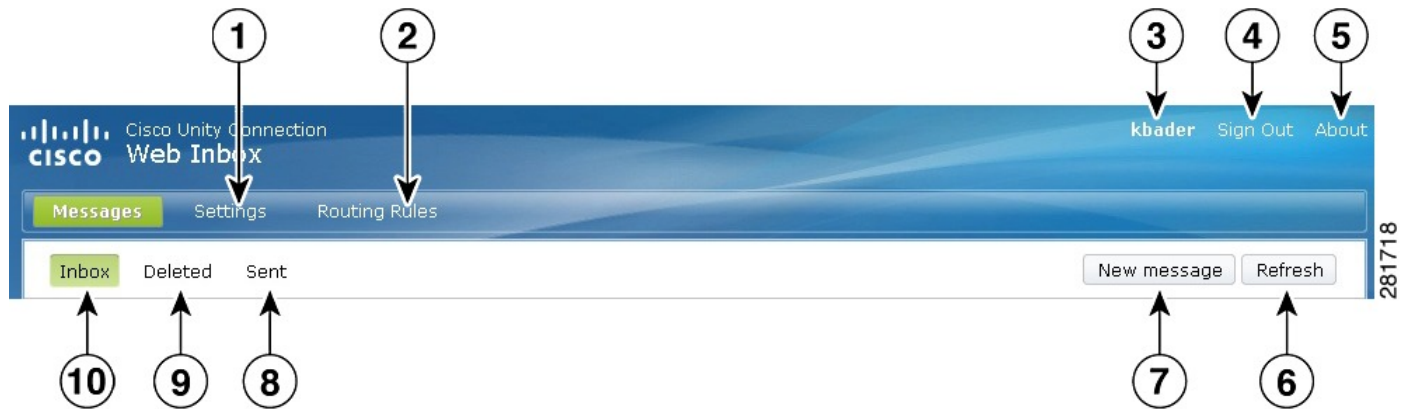 1 2 3 4 5
Cisco Unity Connection
kbader Sign Out About
CISCO Web Inbox
Messages Settings Routing Rules
Inbox Deleted Sent New message Refresh
281718
10 9 8 7 6